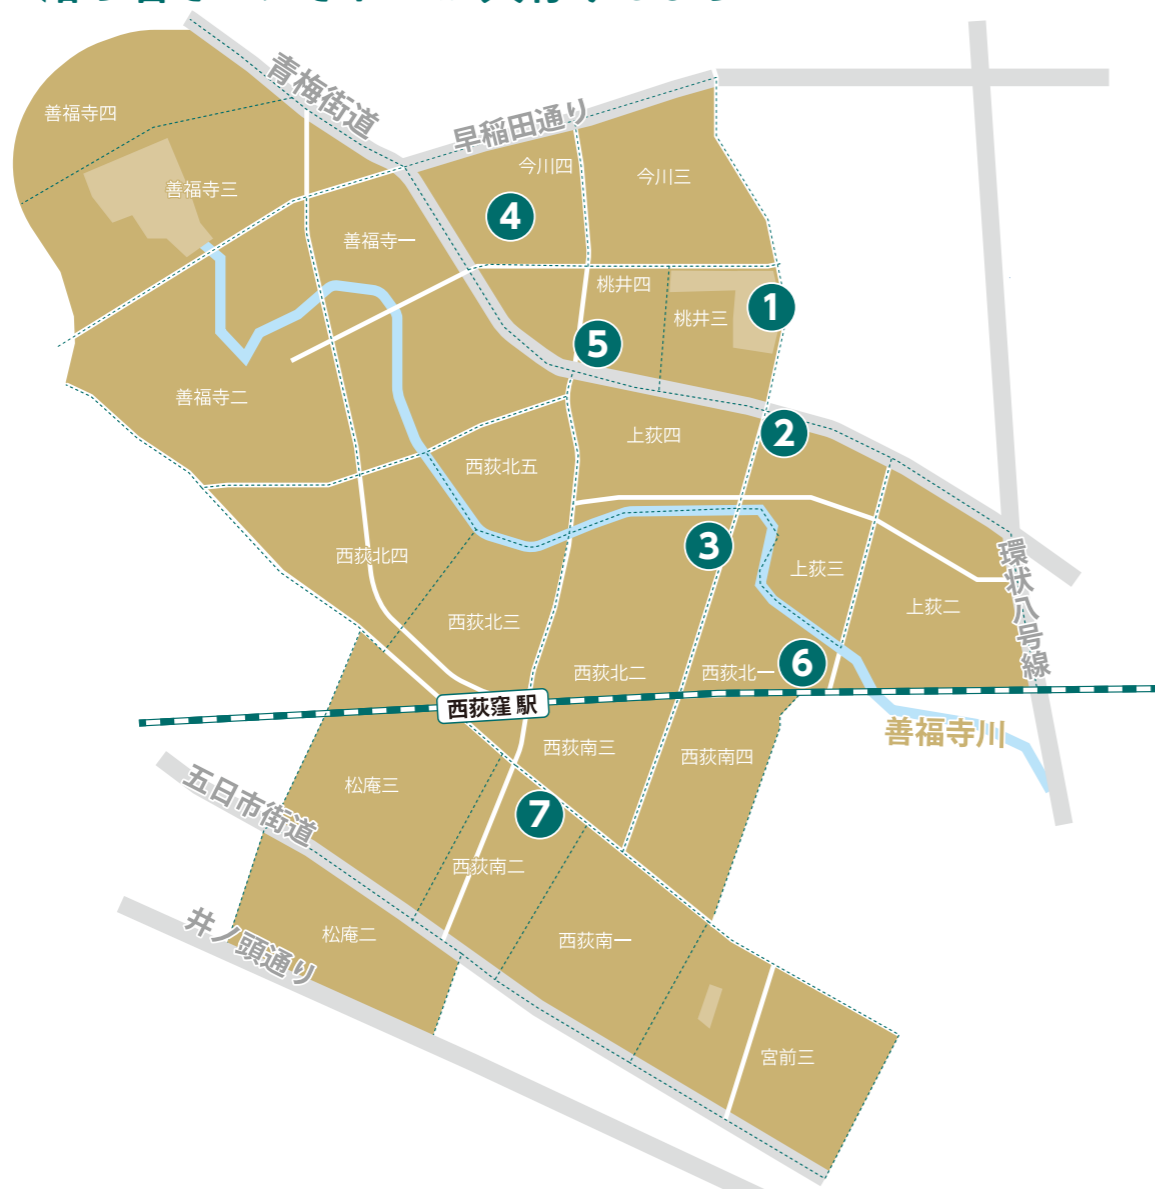 青梅街道
早稲田通り
善福寺四
今川四
今川三
善福寺三
4
善福寺一
桃井四
1
桃井三
5
善福寺二
2
上荻四
西荻北五
3
西荻北四
上荻三
環状八号線
上荻二
西荻北三
6
西荻北二
西荻北一
西荻窪駅
善福寺川
西荻南三
西荻南四
松庵三
五日市街道
7
西荻南二
松庵二
井ノ頭通り
西荻南一
宮前三